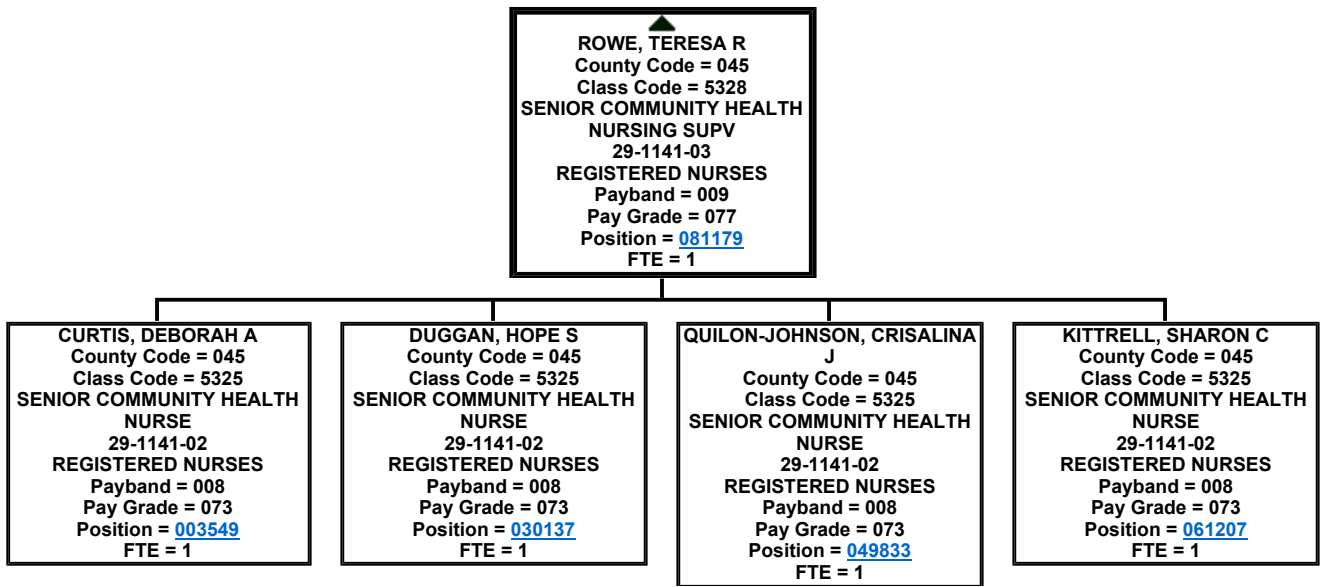 ROWE, TERESA R
County Code = 045
Class Code = 5328
SENIOR COMMUNITY HEALTH
NURSING SUPV
29-1141-03
REGISTERED NURSES
Payband = 009
Pay Grade = 077
Position = 081179
FTE = 1
CURTIS, DEBORAH A
County Code = 045
Class Code = 5325
SENIOR COMMUNITY HEALTH
NURSE
29-1141-02
REGISTERED NURSES
Payband = 008
Pay Grade = 073
Position = 003549
FTE = 1
DUGGAN, HOPE S
County Code = 045
Class Code = 5325
SENIOR COMMUNITY HEALTH
NURSE
29-1141-02
REGISTERED NURSES
Payband = 008
Pay Grade = 073
Position = 030137
FTE = 1
QUILON-JOHNSON, CRISALINA
J
County Code = 045
Class Code = 5325
SENIOR COMMUNITY HEALTH
NURSE
29-1141-02
REGISTERED NURSES
Payband = 008
Pay Grade = 073
Position = 049833
FTE = 1
KITTRELL, SHARON C
County Code = 045
Class Code = 5325
SENIOR COMMUNITY HEALTH
NURSE
29-1141-02
REGISTERED NURSES
Payband = 008
Pay Grade = 073
Position = 061207
FTE = 1